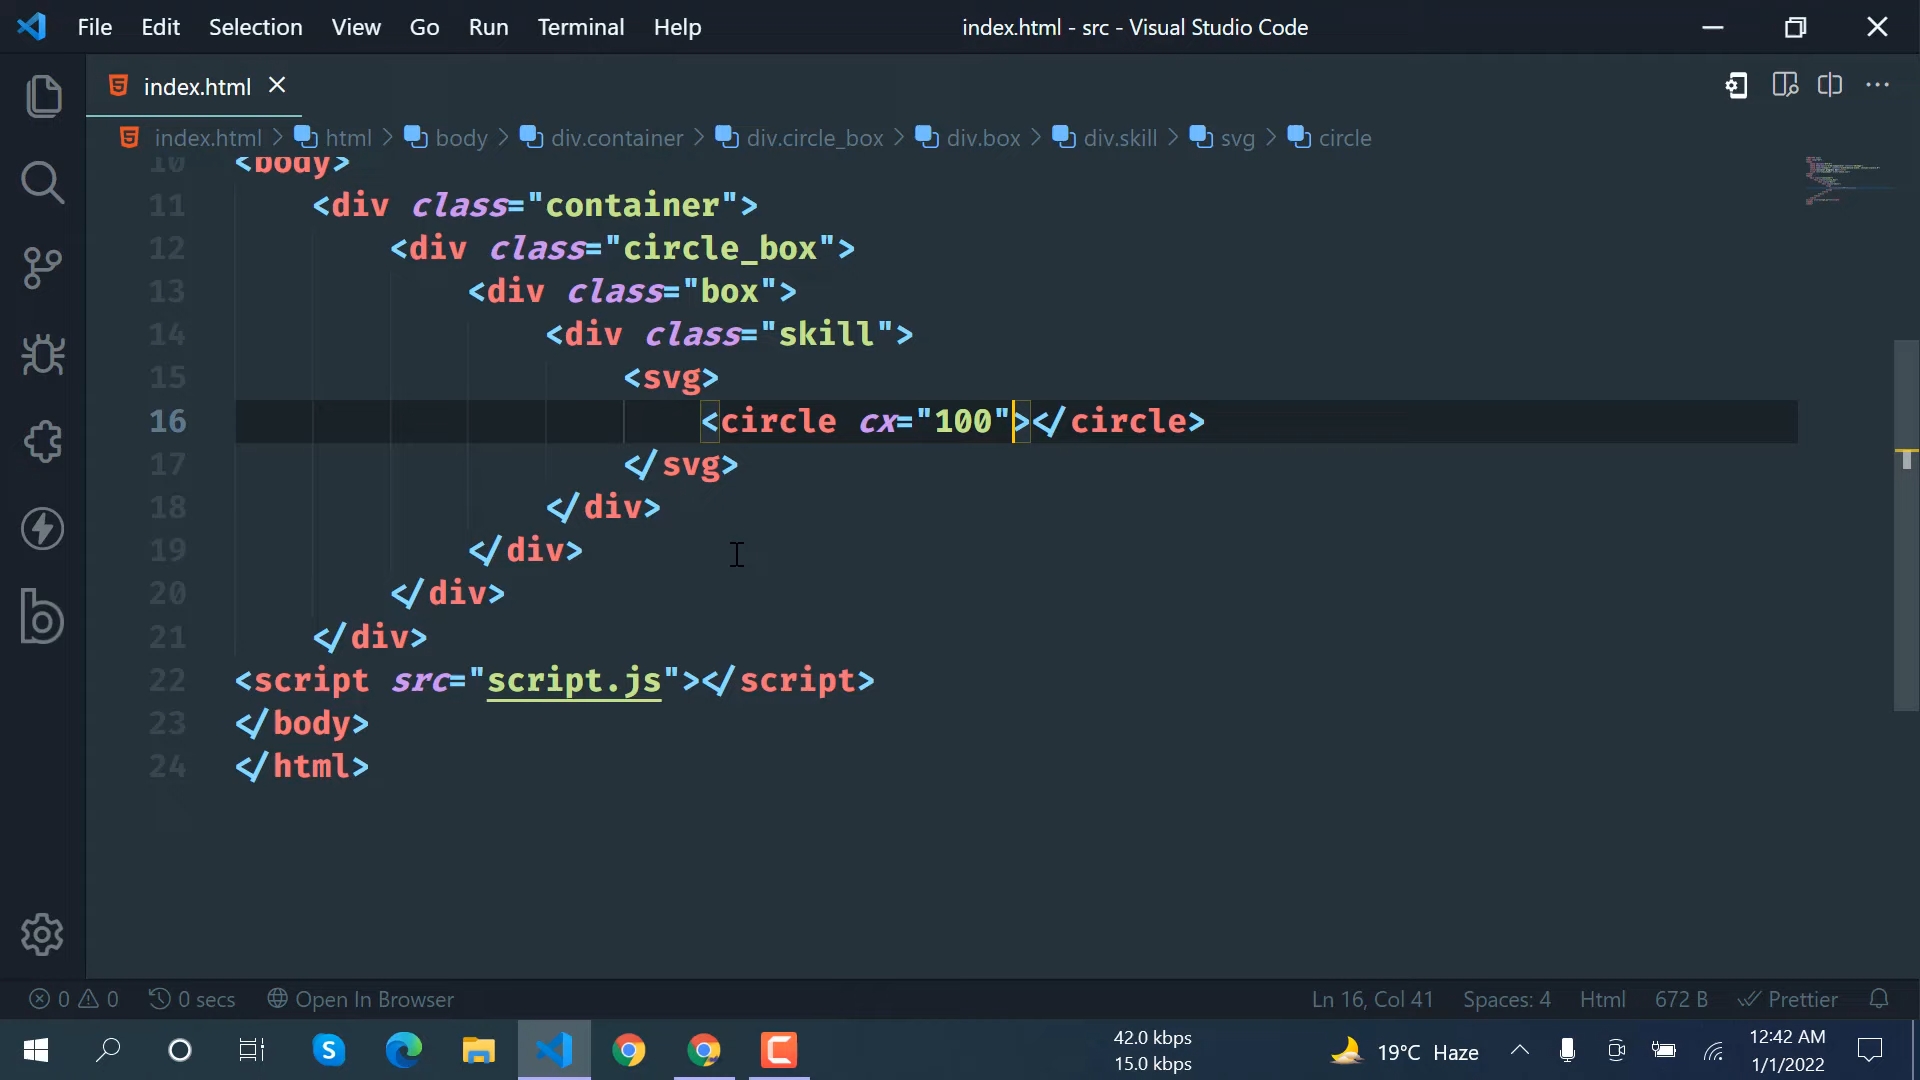 File Edit Selection View Go Run Terminal Help index.html - src - Visual Studio Code
index.html
index.html > html > body > div.container > div.circle_box > div.box > div.skill > svg > circle
10 <body>
11 <div class="container">
12 <div class="circle_box">
13 <div class="box">
14 <div class="skill">
15 <svg>
16 <circle cx="100"></circle>
17 </svg>
18 </div>
19 </div>
20 </div>
21 </div>
22 <script src="script.js"></script>
23 </body>
24 </html>
0 0 0 secs Open In Browser Ln 16, Col 41 Spaces: 4 Html 672 B Prettier
42.0 kbps
15.0 kbps
19°C Haze
12:42 AM
1/1/2022